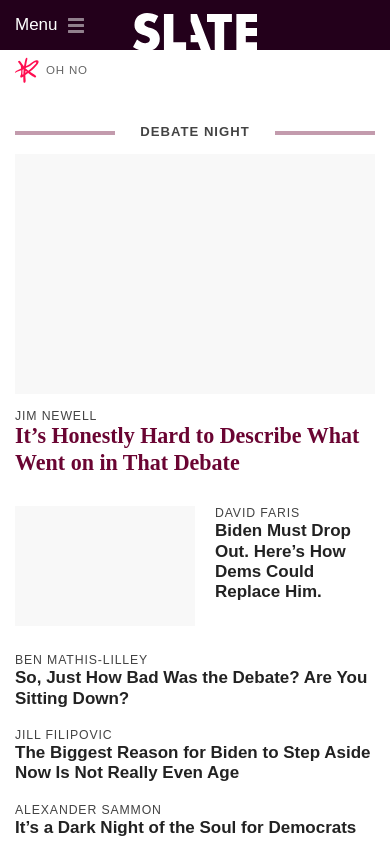 Menu
SLATE
OH NO
DEBATE NIGHT
JIM NEWELL
It’s Honestly Hard to Describe What
Went on in That Debate
DAVID FARIS
Biden Must Drop
Out. Here’s How
Dems Could
Replace Him.
BEN MATHIS-LILLEY
So, Just How Bad Was the Debate? Are You
Sitting Down?
JILL FILIPOVIC
The Biggest Reason for Biden to Step Aside
Now Is Not Really Even Age
ALEXANDER SAMMON
It’s a Dark Night of the Soul for Democrats